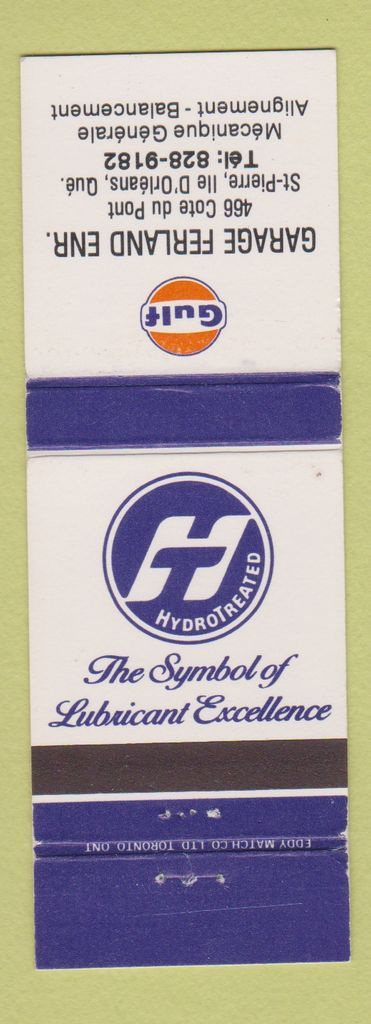 Gulf
GARAGE FERLAND ENR.
466 Cote du Pont
St-Pierre, Ile D'Orléans, Qué.
Tél: 828-9182
Mécanique Générale
Alignement - Balancement
HT
HYDROTREATED
The Symbol of
Lubricant Excellence
EDDY MATCH CO LTD TORONTO ONT